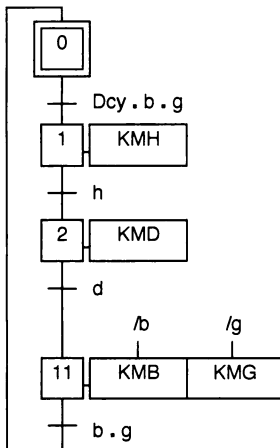 0
Dcy . b . g
1 KMH
h
2 KMD
d
/b /g
11 KMB KMG
b . g